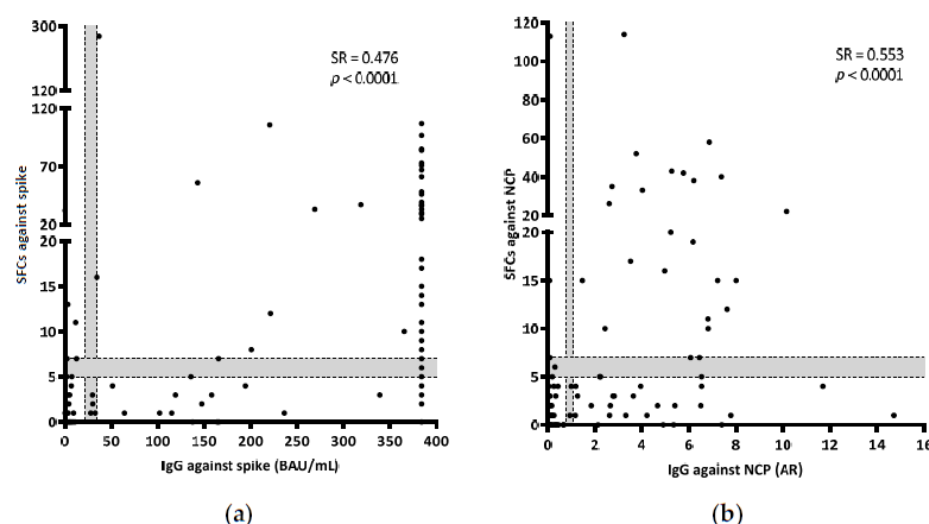 (a)
(b)
300
120
120
70
20
20
15
10
5
0
SFCs against spike
SR = 0.476
p < 0.0001
0 50 100 150 200 250 300 350 400
IgG against spike (BAU/mL)
120
100
80
60
40
20
20
15
10
5
0
SFCs against NCP
SR = 0.553
p < 0.0001
0 2 4 6 8 10 12 14 16
IgG against NCP (AR)
(a)
(b)